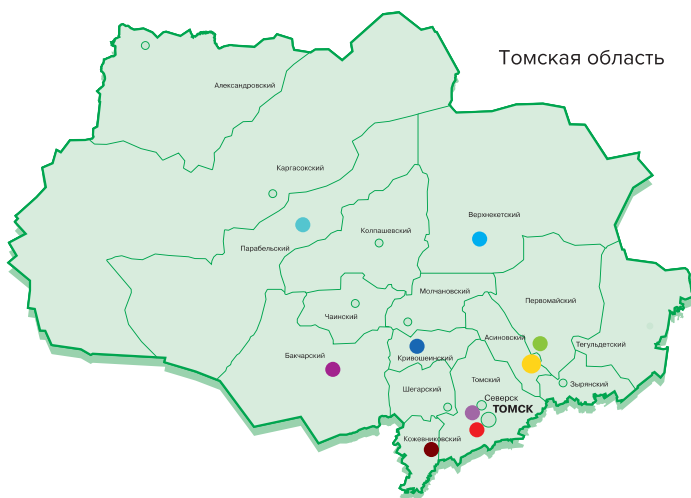 Томская область
Александровский
Каргасокский
Верхнекетский
Колпашевский
Парабельский
Молчановский
Первомайский
Чаинский
Асиновский
Тегульдетский
Бакчарский
Кривошеинский
Томский
Зырянский
Шегарский
Северск
ТОМСК
Кожевниковский